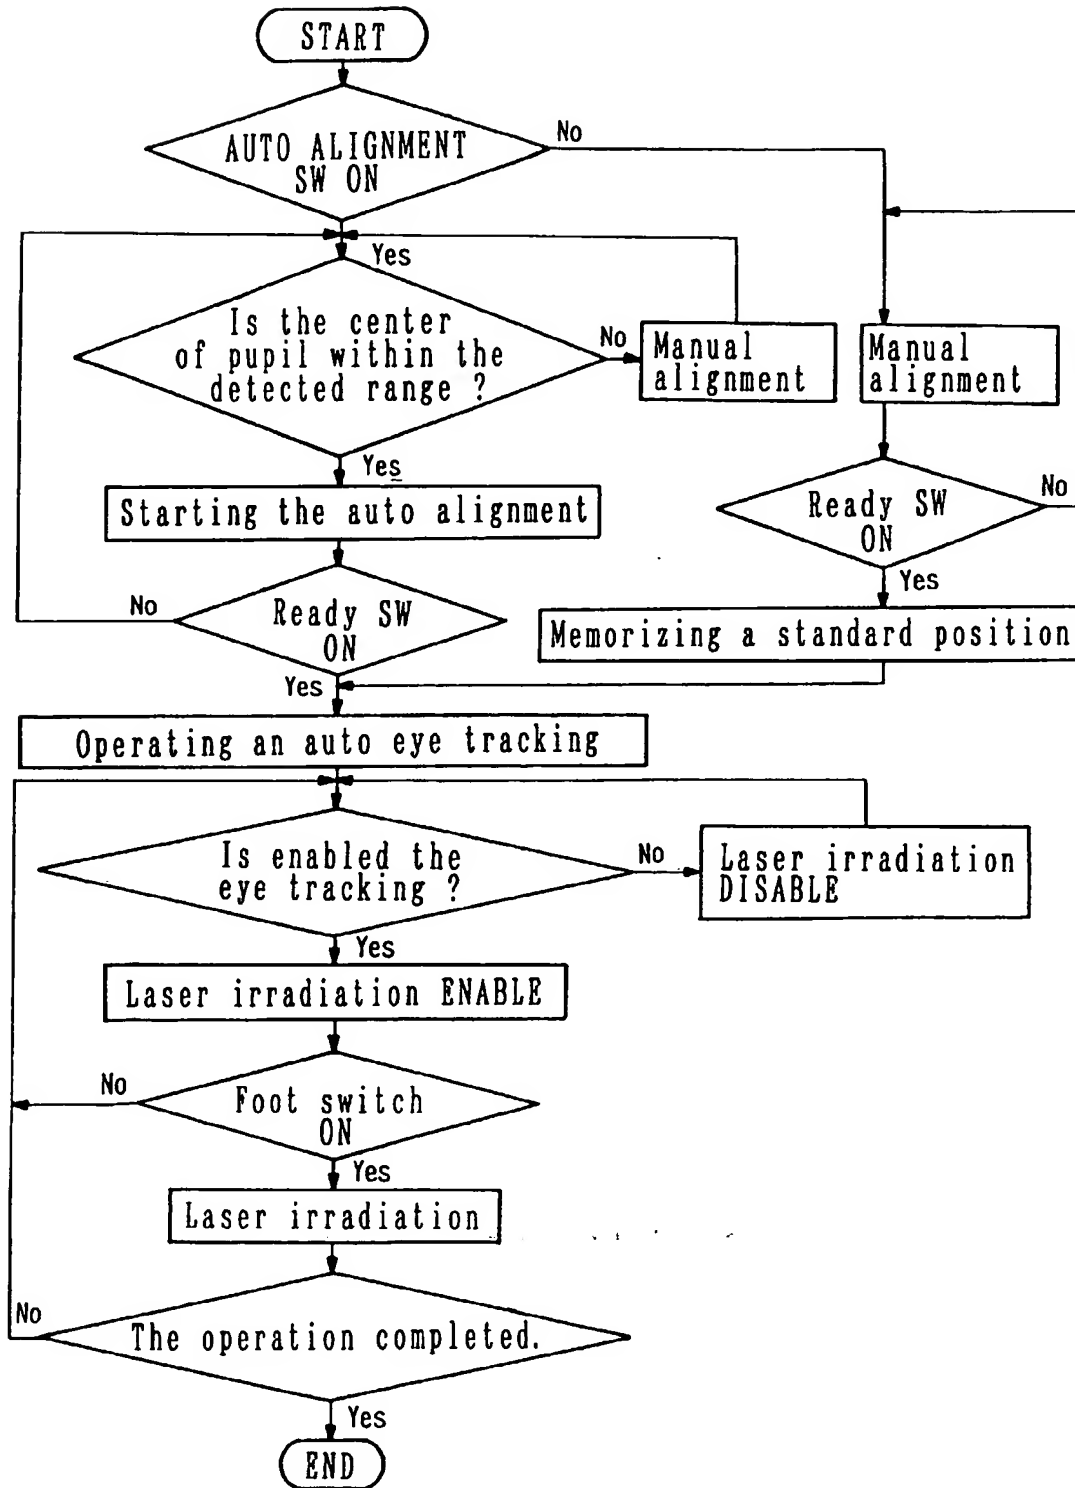 START
AUTO ALIGNMENT
SW ON
No
Yes
Is the center
of pupil within the
detected range ?
No
Manual
alignment
Manual
alignment
Yes
Starting the auto alignment
Ready SW
ON
No
Yes
Ready SW
ON
No
Memorizing a standard position
Yes
Operating an auto eye tracking
Is enabled the
eye tracking ?
No
Laser irradiation
DISABLE
Yes
Laser irradiation ENABLE
No
Foot switch
ON
Yes
Laser irradiation
No
The operation completed.
Yes
END